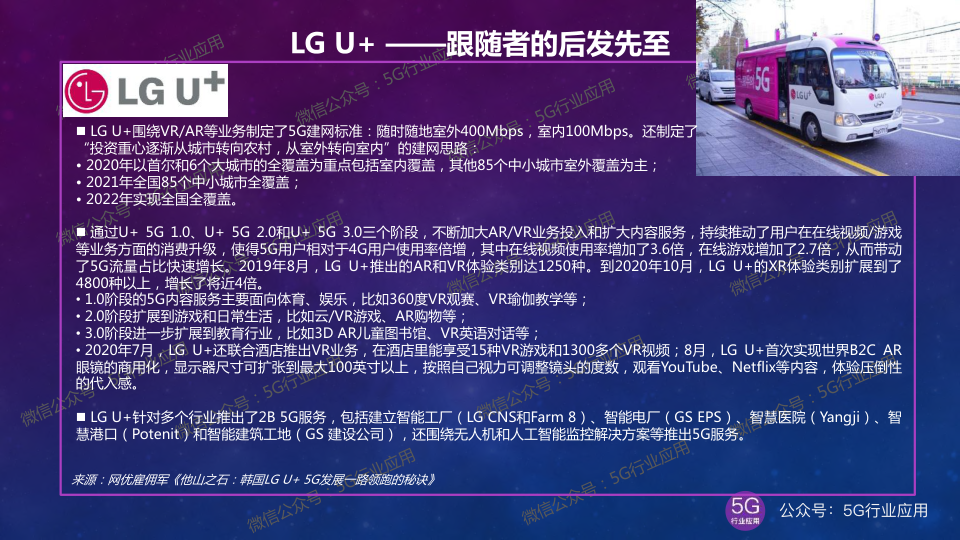 LG U+ ——跟随者的后发先至
LG U+
5G
LG U+
■ LG U+围绕VR/AR等业务制定了5G建网标准：随时随地室外400Mbps，室内100Mbps。还制定了
“投资重心逐渐从城市转向农村，从室外转向室内”的建网思路：
• 2020年以首尔和6个大城市的全覆盖为重点包括室内覆盖，其他85个中小城市室外覆盖为主；
• 2021年全国85个中小城市全覆盖；
• 2022年实现全国全覆盖。
■ 通过U+ 5G 1.0、U+ 5G 2.0和U+ 5G 3.0三个阶段，不断加大AR/VR业务投入和扩大内容服务，持续推动了用户在在线视频/游戏
等业务方面的消费升级，使得5G用户相对于4G用户使用率倍增，其中在线视频使用率增加了3.6倍，在线游戏增加了2.7倍，从而带动
了5G流量占比快速增长。2019年8月，LG U+推出的AR和VR体验类别达1250种。到2020年10月，LG U+的XR体验类别扩展到了
4800种以上，增长了将近4倍。
• 1.0阶段的5G内容服务主要面向体育、娱乐，比如360度VR观赛、VR瑜伽教学等；
• 2.0阶段扩展到游戏和日常生活，比如云/VR游戏、AR购物等；
• 3.0阶段进一步扩展到教育行业，比如3D AR儿童图书馆、VR英语对话等；
• 2020年7月，LG U+还联合酒店推出VR业务，在酒店里能享受15种VR游戏和1300多个VR视频；8月，LG U+首次实现世界B2C AR
眼镜的商用化，显示器尺寸可扩张到最大100英寸以上，按照自己视力可调整镜头的度数，观看YouTube、Netflix等内容，体验压倒性
的代入感。
■ LG U+针对多个行业推出了2B 5G服务，包括建立智能工厂（LG CNS和Farm 8）、智能电厂（GS EPS）、智慧医院（Yangji）、智
慧港口（Potenit）和智能建筑工地（GS 建设公司），还围绕无人机和人工智能监控解决方案等推出5G服务。
来源：网优雇佣军《他山之石：韩国LG U+ 5G发展一路领跑的秘诀》
5G
行业应用
公众号：5G行业应用
微信公众号：5G行业应用